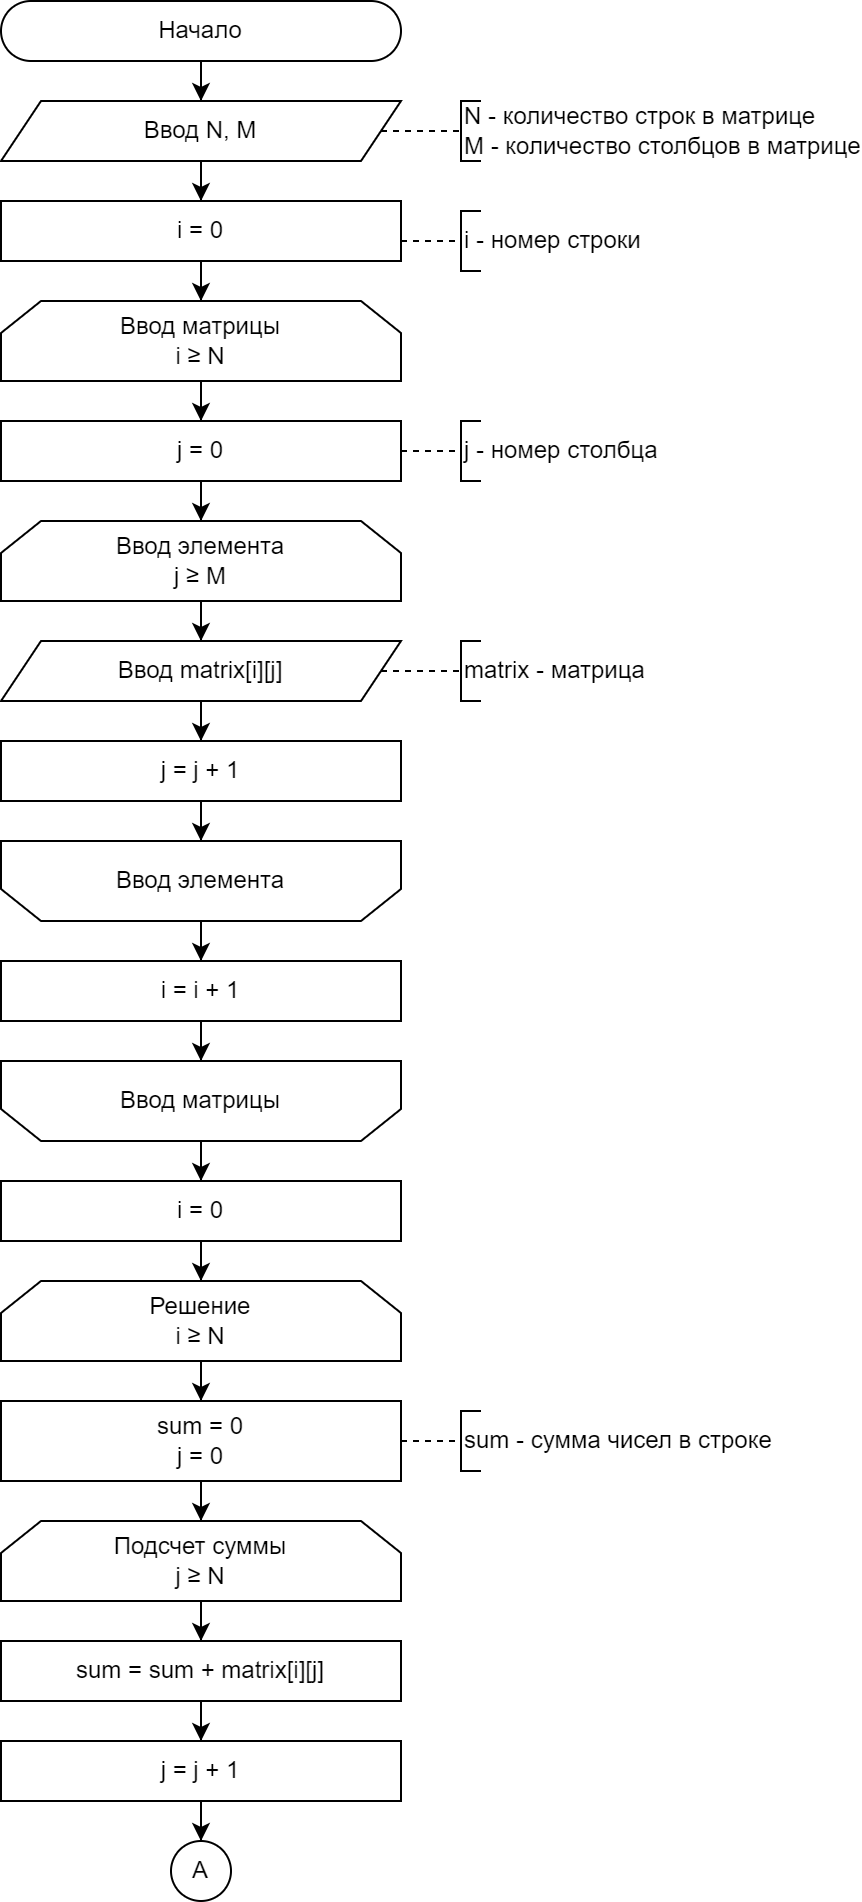 Начало
Ввод N, M
N - количество строк в матрице
M - количество столбцов в матрице
i = 0
i - номер строки
Ввод матрицы
i ≥ N
j = 0
j - номер столбца
Ввод элемента
j ≥ M
Ввод matrix[i][j]
matrix - матрица
j = j + 1
Ввод элемента
i = i + 1
Ввод матрицы
i = 0
Решение
i ≥ N
sum = 0
j = 0
sum - сумма чисел в строке
Подсчет суммы
j ≥ N
sum = sum + matrix[i][j]
j = j + 1
A